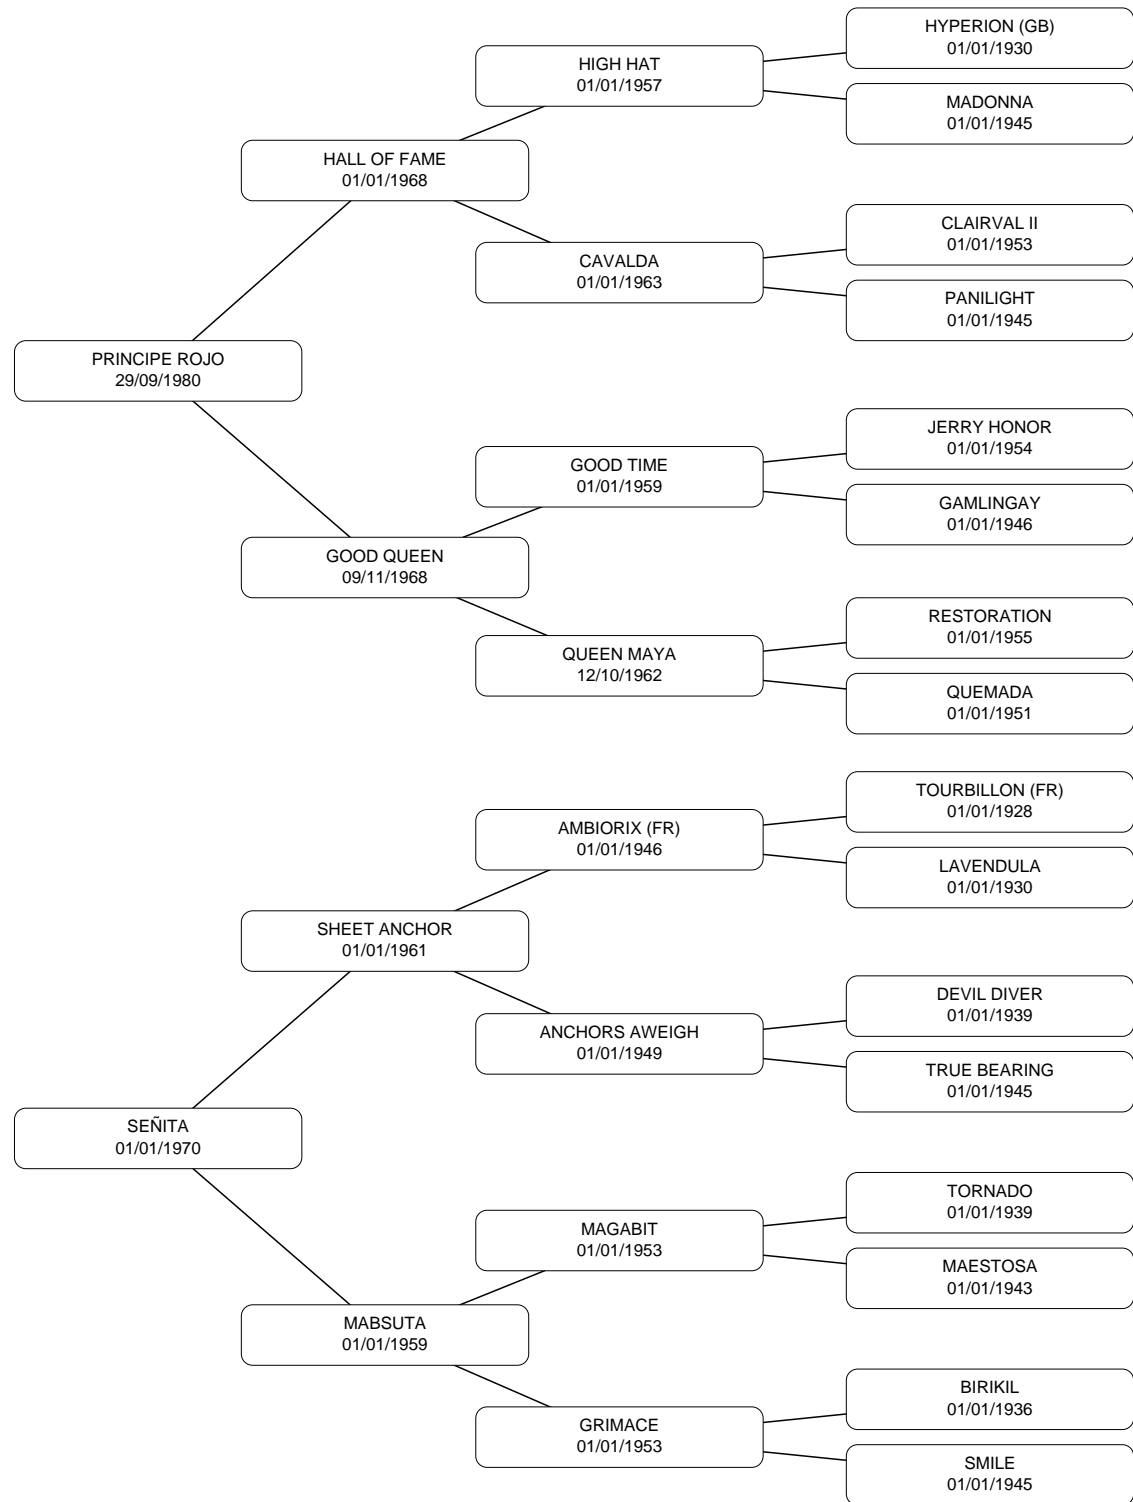 HYPERION (GB)
01/01/1930
HIGH HAT
01/01/1957
MADONNA
01/01/1945
HALL OF FAME
01/01/1968
CLAIRVAL II
01/01/1953
CAVALDA
01/01/1963
PANILIGHT
01/01/1945
PRINCIPE ROJO
29/09/1980
JERRY HONOR
01/01/1954
GOOD TIME
01/01/1959
GAMLINGAY
01/01/1946
GOOD QUEEN
09/11/1968
RESTORATION
01/01/1955
QUEEN MAYA
12/10/1962
QUEMADA
01/01/1951
TOURBILLON (FR)
01/01/1928
AMBIORIX (FR)
01/01/1946
LAVENDULA
01/01/1930
SHEET ANCHOR
01/01/1961
DEVIL DIVER
01/01/1939
ANCHORS AWEIGH
01/01/1949
TRUE BEARING
01/01/1945
SEÑITA
01/01/1970
TORNADO
01/01/1939
MAGABIT
01/01/1953
MAESTOSA
01/01/1943
MABSUTA
01/01/1959
BIRIKIL
01/01/1936
GRIMACE
01/01/1953
SMILE
01/01/1945